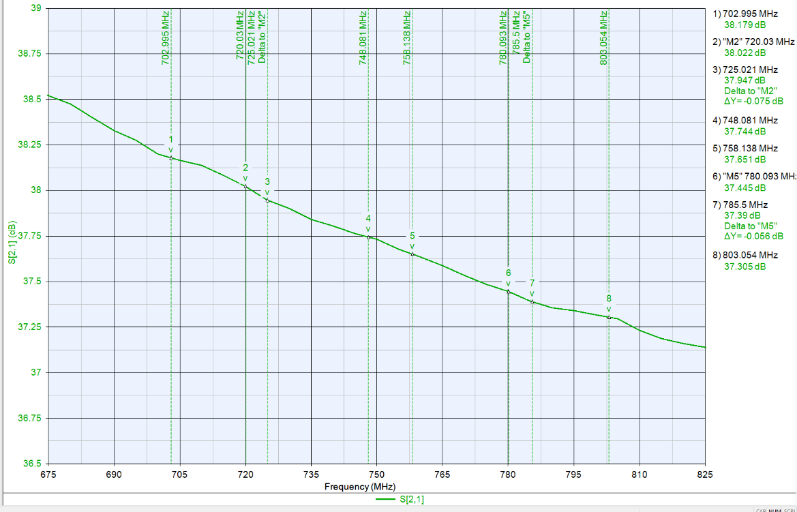 39
38.75
38.5
38.25
38
37.75
37.5
37.25
37
36.75
36.5
S[2,1] (dB)
702.995 MHz
720.03 MHz
725.021 MHz
Delta to "M2"
748.081 MHz
758.138 MHz
780.093 MHz
785.5 MHz
Delta to "M5"
803.054 MHz
1
2
3
4
5
6
7
8
675
690
705
720
735
750
765
780
795
810
825
Frequency (MHz)
S[2,1]
1) 702.995 MHz
38.179 dB
2) "M2" 720.03 MHz
38.022 dB
3) 725.021 MHz
37.947 dB
Delta to "M2"
ΔY= -0.075 dB
4) 748.081 MHz
37.744 dB
5) 758.138 MHz
37.651 dB
6) "M5" 780.093 MH
37.445 dB
7) 785.5 MHz
37.39 dB
Delta to "M5"
ΔY= -0.056 dB
8) 803.054 MHz
37.305 dB